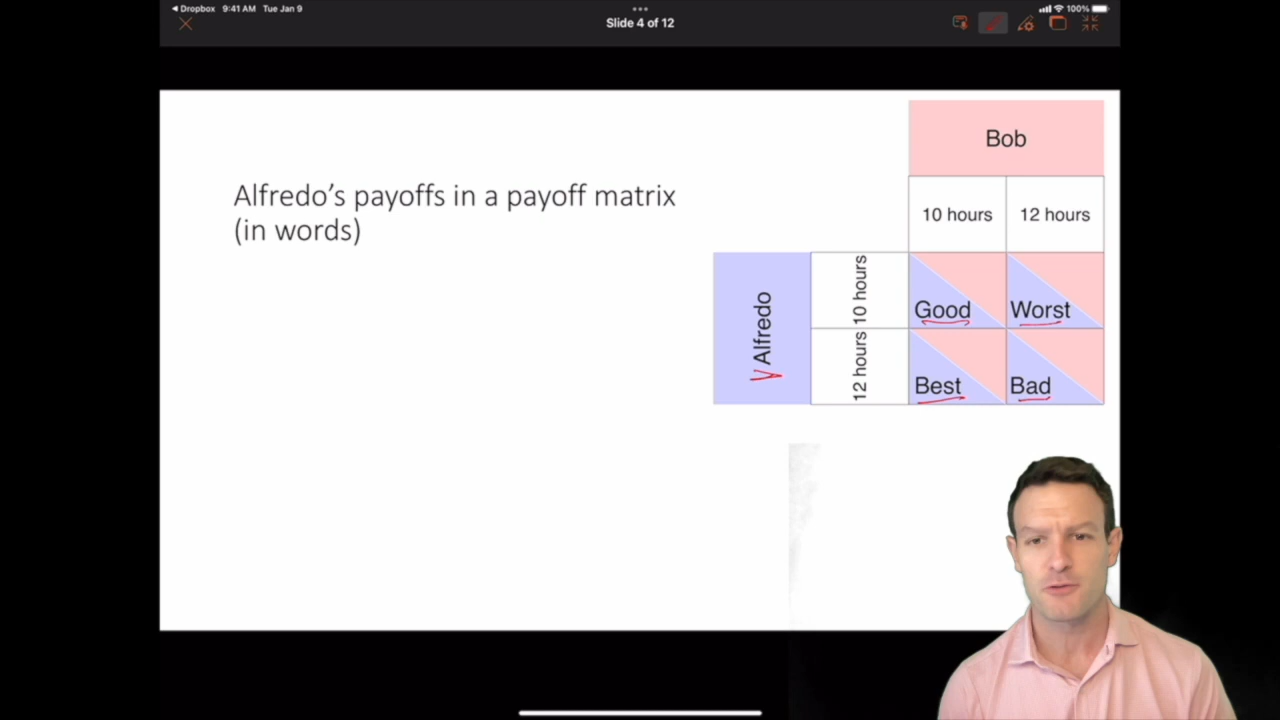 Dropbox 9:41 AM Tue Jan 9
100%
Slide 4 of 12
Alfredo's payoffs in a payoff matrix
(in words)
Bob
10 hours 12 hours
Alfredo
10 hours
Good Worst
12 hours
Best Bad